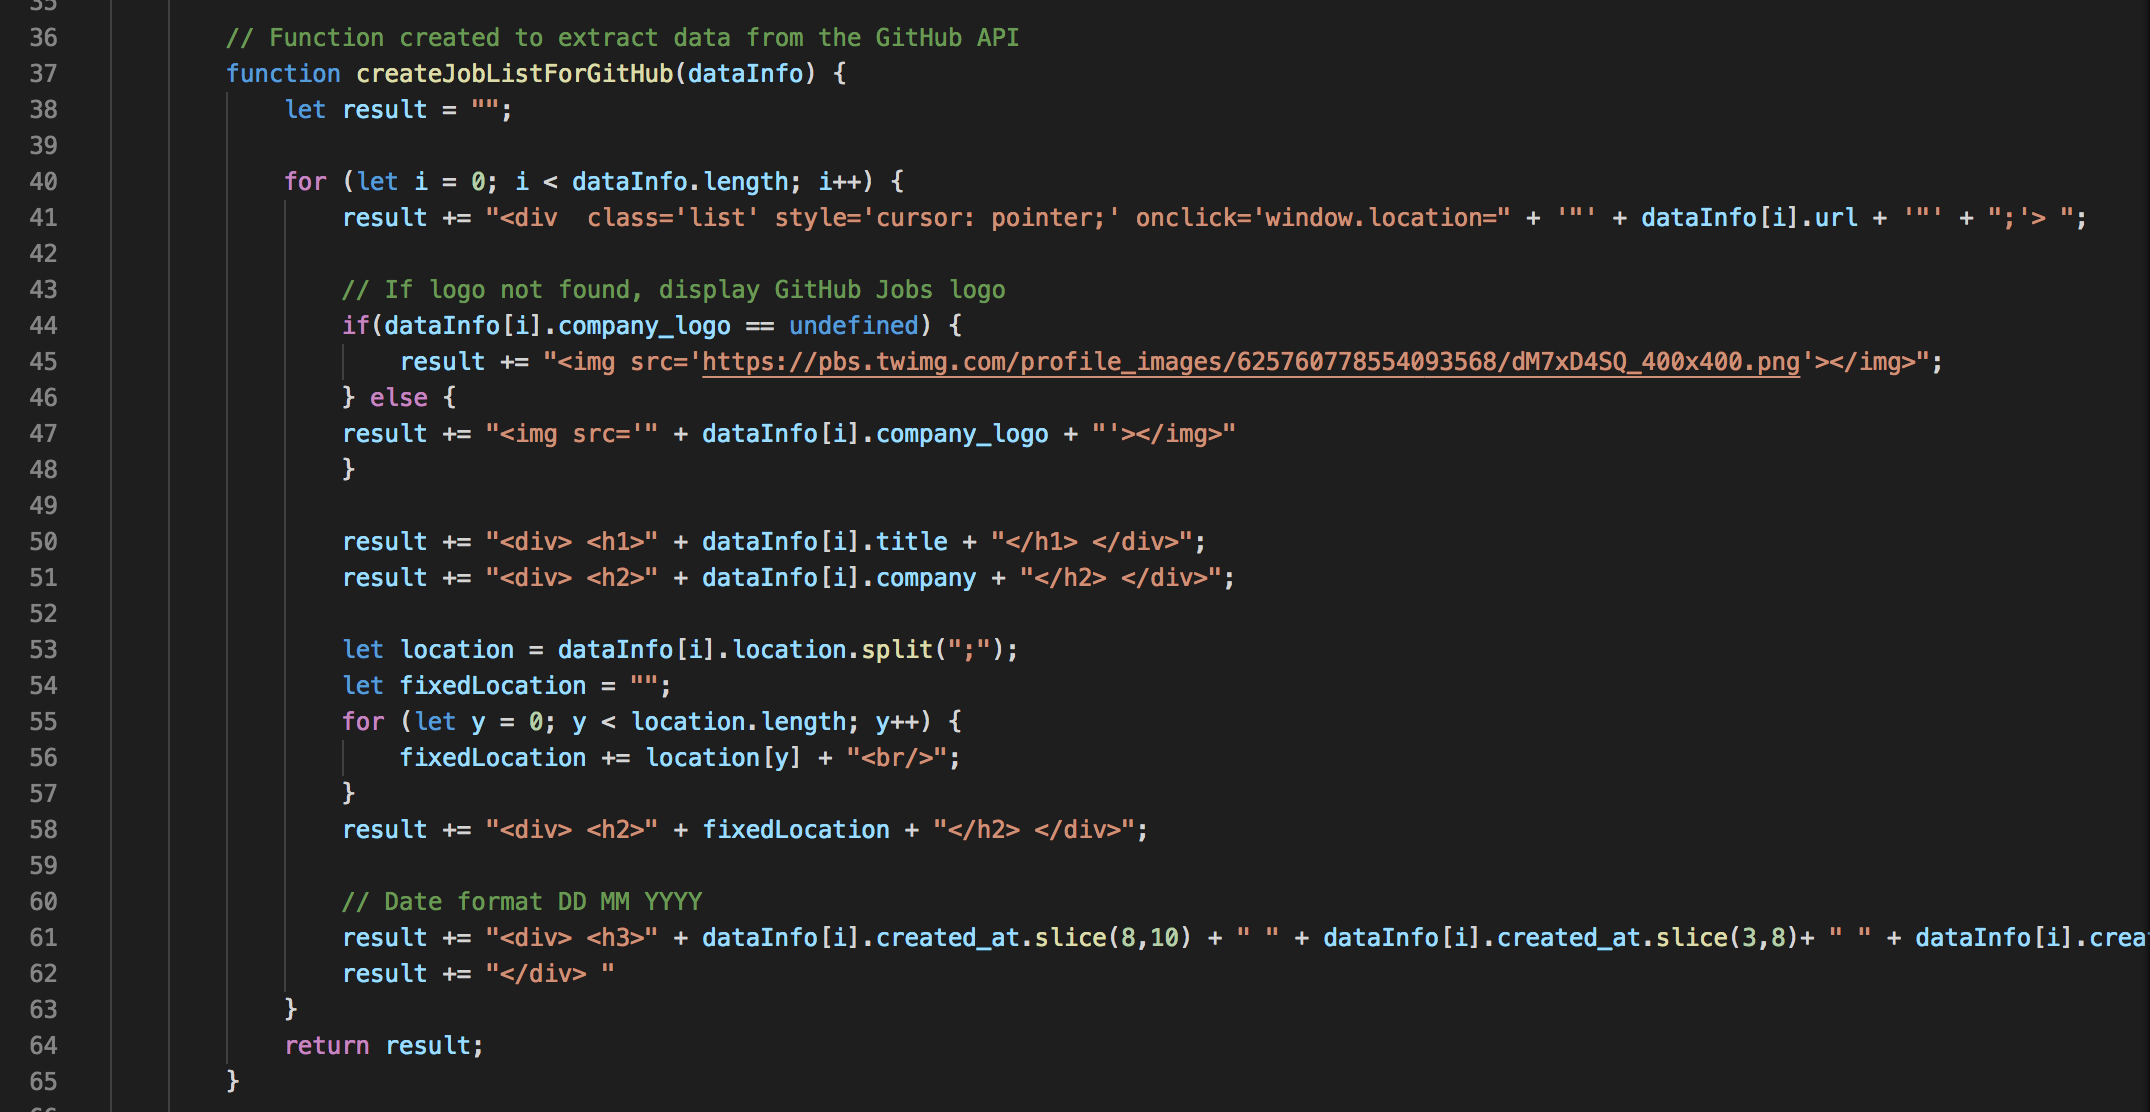 35
36 // Function created to extract data from the GitHub API
37 function createJobListForGitHub(dataInfo) {
38 let result = "";
39
40 for (let i = 0; i < dataInfo.length; i++) {
41 result += "<div  class='list' style='cursor: pointer;' onclick='window.location=" + '"' + dataInfo[i].url + '"' + ";'> ";
42
43 // If logo not found, display GitHub Jobs logo
44 if(dataInfo[i].company_logo == undefined) {
45 result += "<img src='https://pbs.twimg.com/profile_images/625760778554093568/dM7xD4SQ_400x400.png'></img>";
46 } else {
47 result += "<img src='" + dataInfo[i].company_logo + "'></img>"
48 }
49
50 result += "<div> <h1>" + dataInfo[i].title + "</h1> </div>";
51 result += "<div> <h2>" + dataInfo[i].company + "</h2> </div>";
52
53 let location = dataInfo[i].location.split(";");
54 let fixedLocation = "";
55 for (let y = 0; y < location.length; y++) {
56 fixedLocation += location[y] + "<br/>";
57 }
58 result += "<div> <h2>" + fixedLocation + "</h2> </div>";
59
60 // Date format DD MM YYYY
61 result += "<div> <h3>" + dataInfo[i].created_at.slice(8,10) + " " + dataInfo[i].created_at.slice(3,8)+ " " + dataInfo[i].crea
62 result += "</div> "
63 }
64 return result;
65 }